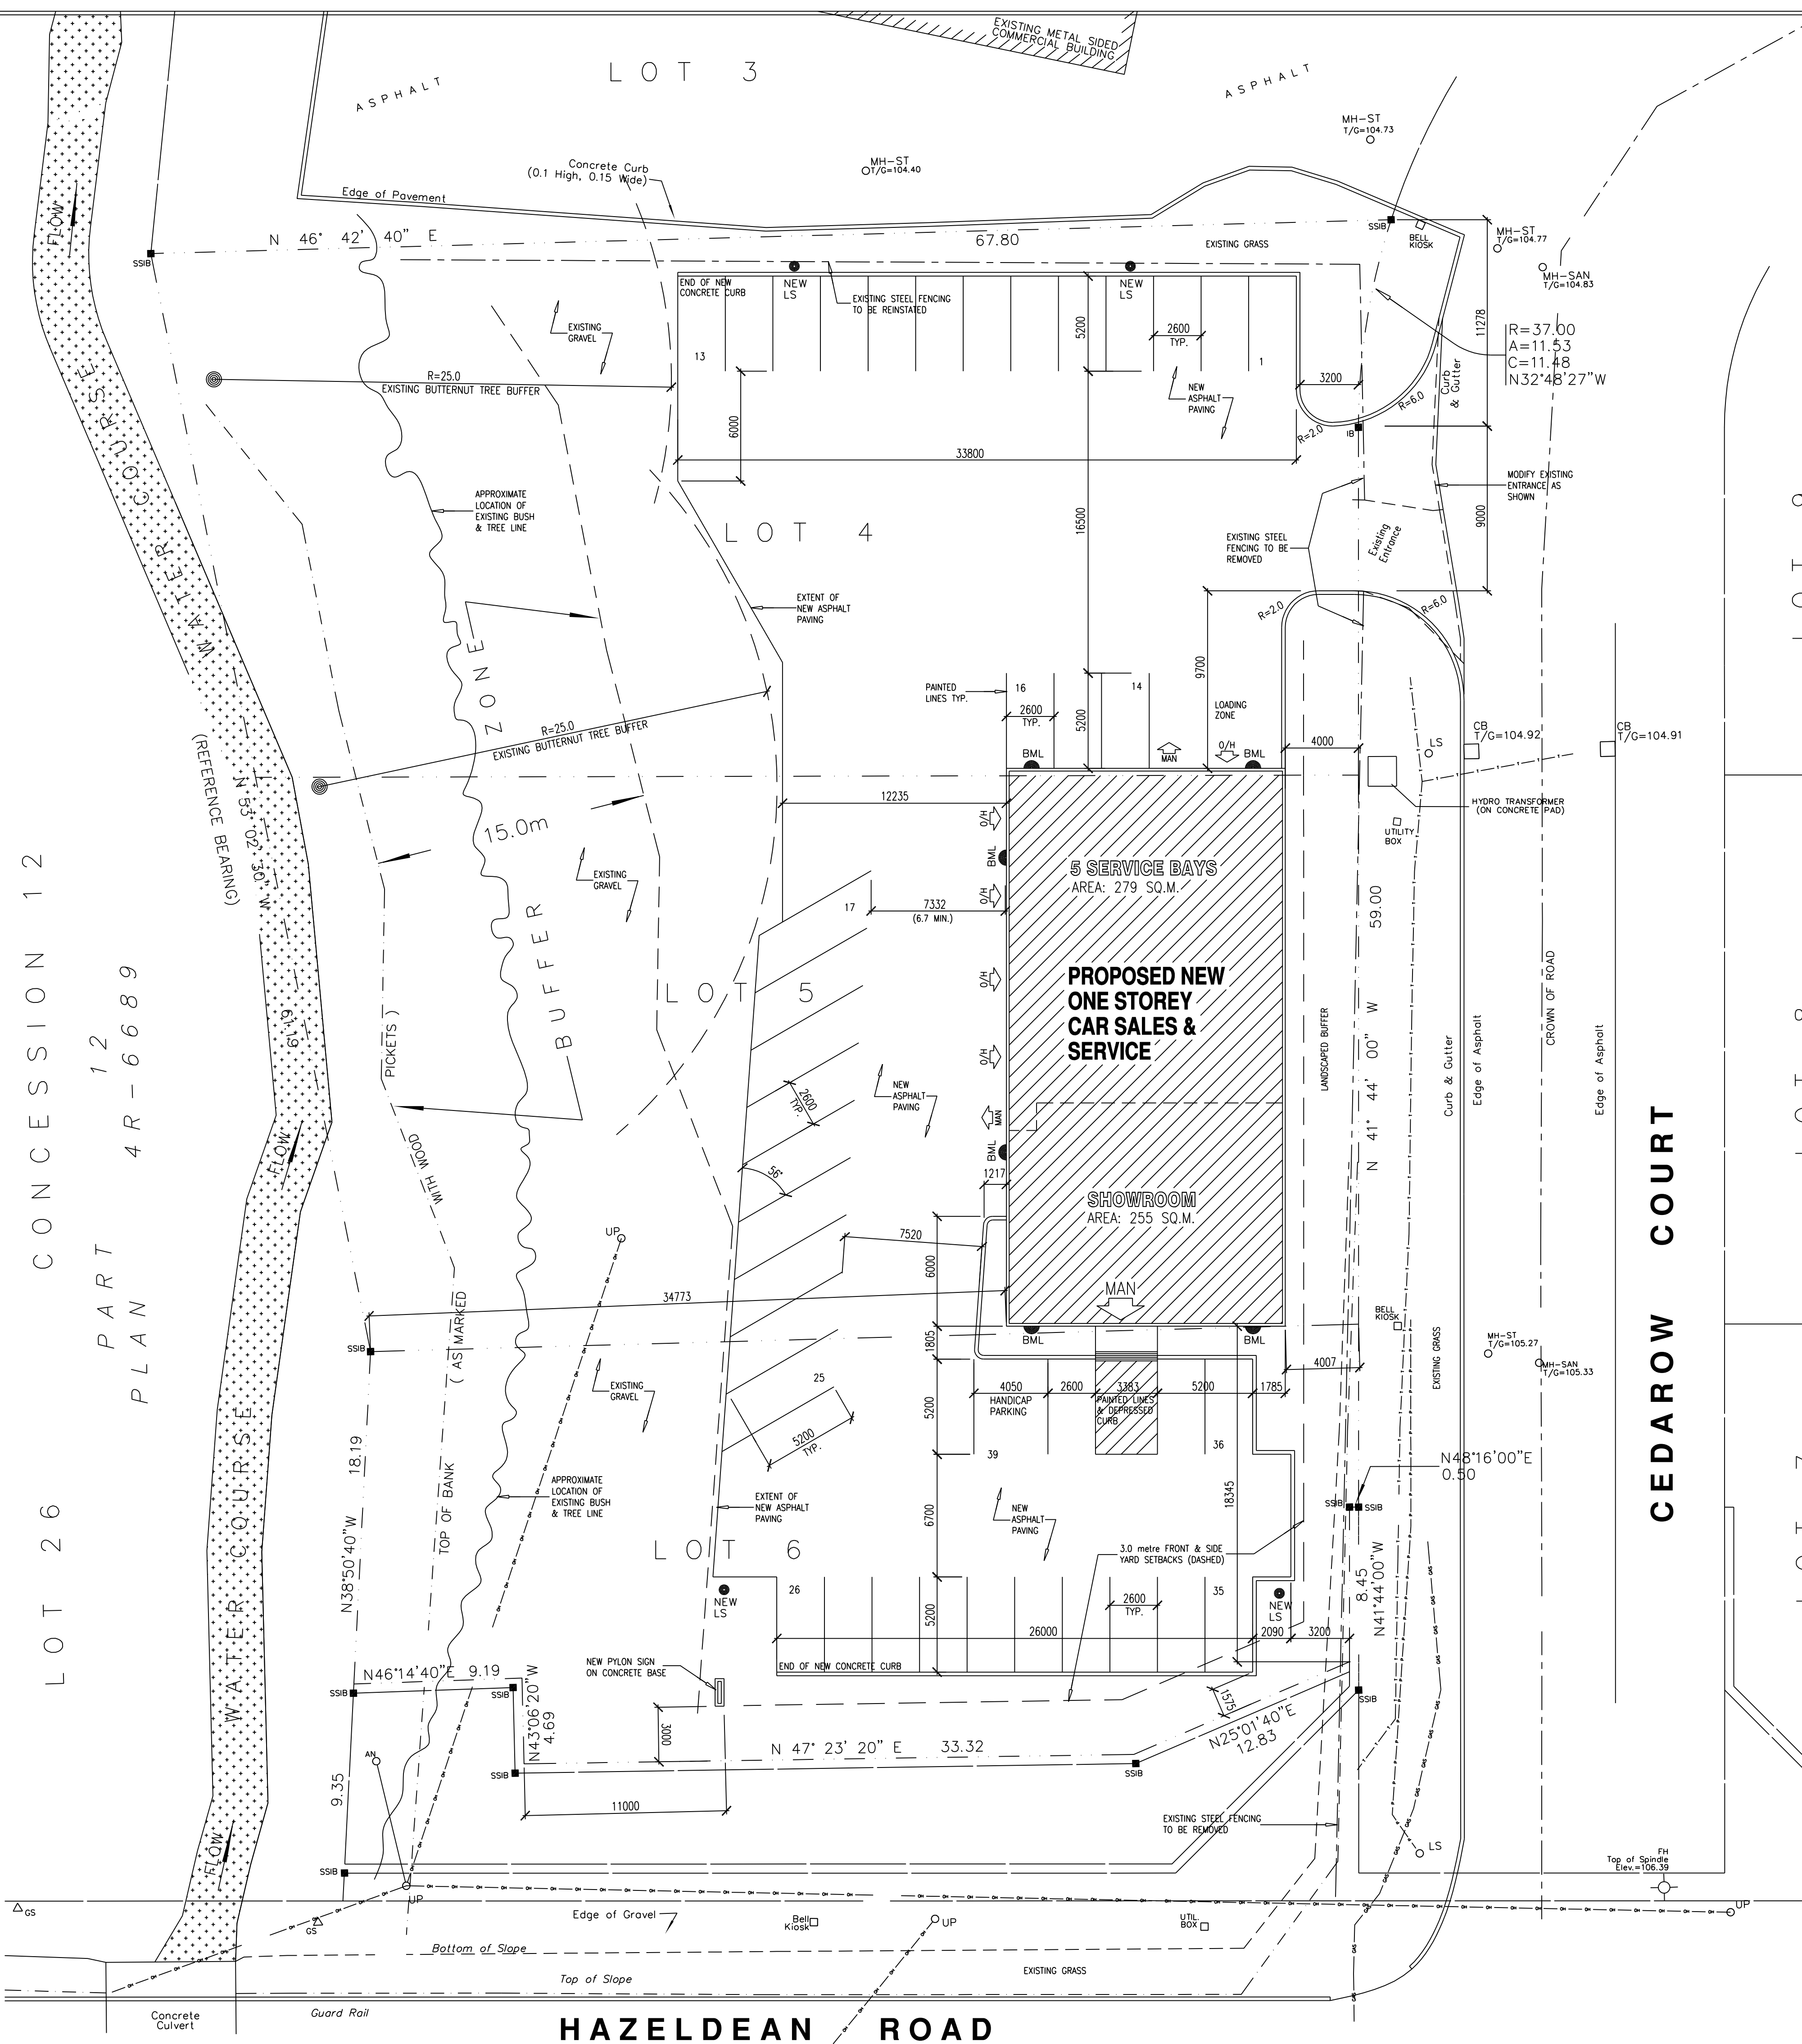 EXISTING METAL SIDED
COMMERCIAL BUILDING
LOT 3
ASPHALT
ASPHALT
MH-ST
T/G=104.73
MH-ST
T/G=104.40
Concrete Curb
(0.1 High, 0.15 Wide)
Edge of Pavement
FLOW
N 46° 42' 40" E
67.80
EXISTING GRASS
SSIB
SSIB
BELL
KIOSK
MH-ST
T/G=104.77
MH-SAN
T/G=104.83
END OF NEW
CONCRETE CURB
NEW
LS
EXISTING STEEL FENCING
TO BE REINSTATED
NEW
LS
EXISTING
GRAVEL
13
5200
2600
TYP.
1
11278
R=37.00
A=11.53
C=11.48
N32°48'27"W
R=25.0
EXISTING BUTTERNUT TREE BUFFER
6000
NEW
ASPHALT
PAVING
3200
Curb
& Gutter
R=6.0
R=2.0
IB
33800
WATER COURSE
APPROXIMATE
LOCATION OF
EXISTING BUSH
& TREE LINE
MODIFY EXISTING
ENTRANCE AS
SHOWN
LOT 4
16500
EXISTING STEEL
FENCING TO BE
REMOVED
Existing
Entrance
9000
LOT 9
EXTENT OF
NEW ASPHALT
PAVING
R=2.0
R=6.0
9700
PAINTED
LINES TYP.
16
14
2600
TYP.
5200
LOADING
ZONE
R=25.0
EXISTING BUTTERNUT TREE BUFFER
BML
MAN
O/H
BML
4000
LS
CB
T/G=104.92
CB
T/G=104.91
(REFERENCE BEARING)
N 53° 02' 30" W
12235
HYDRO TRANSFORMER
(ON CONCRETE PAD)
UTILITY
BOX
15.0m
BUFFER ZONE
O/H
BML
O/H
EXISTING
GRAVEL
17
7332
(6.7 MIN.)
5 SERVICE BAYS
AREA: 279 SQ.M.
59.00
PROPOSED NEW
ONE STOREY
CAR SALES &
SERVICE
LOT 5
O/H
O/H
CONCESSION 12
PART 12
PLAN 4R-6689
61.19
PICKETS )
2600
TYP.
NEW
ASPHALT
PAVING
MAN
BML
LANDSCAPED BUFFER
N 41° 44' 00" W
Curb & Gutter
Edge of Asphalt
CROWN OF ROAD
Edge of Asphalt
CEDAROW COURT
LOT 8
FLOW
WITH WOOD
56°
1217
SHOWROOM
AREA: 255 SQ.M.
UP
7520
6000
34773
MAN
( AS MARKED
BML
BML
BELL
KIOSK
MH-ST
T/G=105.27
MH-SAN
T/G=105.33
SSIB
1805
4007
EXISTING GRASS
EXISTING
GRAVEL
25
4050
HANDICAP
PARKING
2600
3383
PAINTED LINES
& DEPRESSED
CURB
5200
1785
5200
5200
TYP.
39
36
N48°16'00"E
0.50
18.19
WATER COURSE
TOP OF BANK
APPROXIMATE
LOCATION OF
EXISTING BUSH
& TREE LINE
EXTENT OF
NEW ASPHALT
PAVING
6700
NEW
ASPHALT
PAVING
18345
SSIB
SSIB
LOT 26
LOT 7
N38°50'40"W
LOT 6
3.0 metre FRONT & SIDE
YARD SETBACKS (DASHED)
8.45
N41°44'00"W
NEW
LS
26
5200
2600
TYP.
35
NEW
LS
26000
2090
3200
NEW PYLON SIGN
ON CONCRETE BASE
END OF NEW CONCRETE CURB
N46°14'40"E 9.19
SSIB
SSIB
N43°06'20"W
4.69
3000
1575
SSIB
N25°01'40"E
12.83
AN
N 47° 23' 20" E 33.32
SSIB
SSIB
9.35
11000
EXISTING STEEL FENCING
TO BE REMOVED
LS
FLOW
SSIB
FH
Top of Spindle
Elev.=106.39
UP
UP
GS
GS
Edge of Gravel
Bell
Kiosk
UP
UTIL.
BOX
Bottom of Slope
Top of Slope
EXISTING GRASS
Concrete
Culvert
Guard Rail
HAZELDEAN ROAD